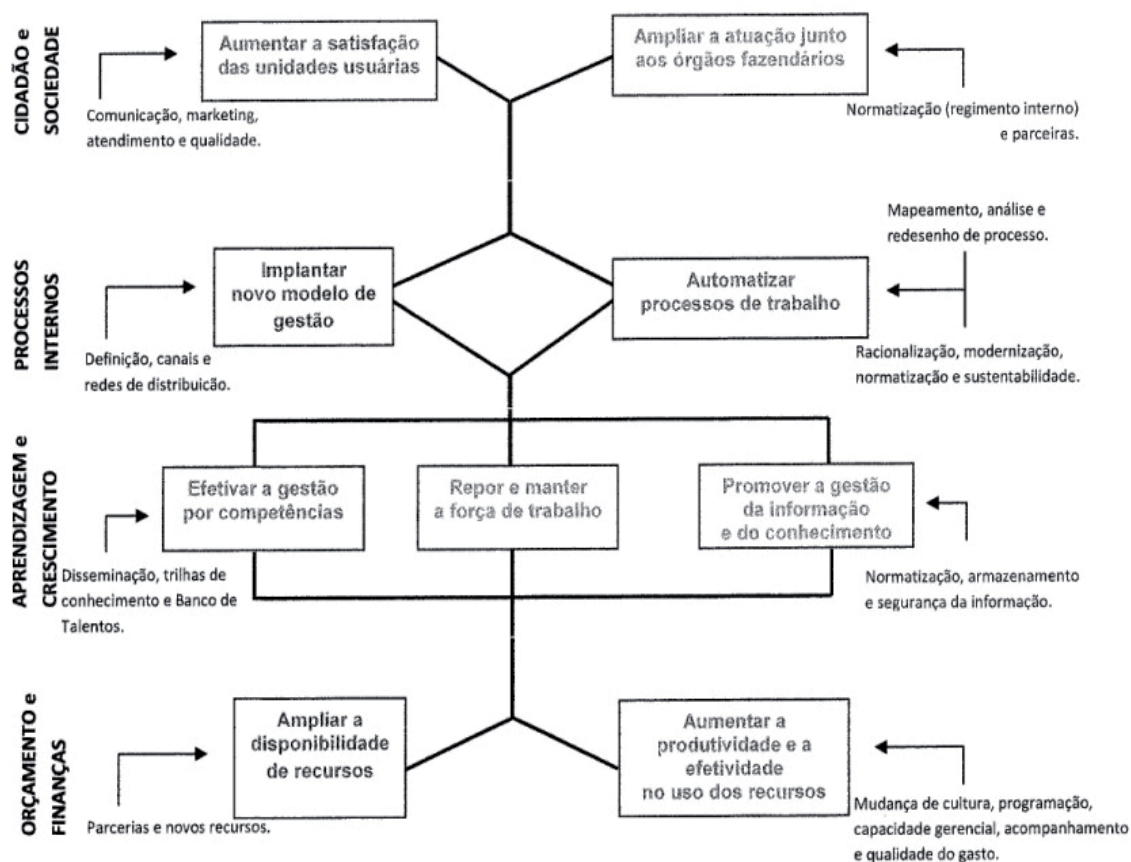 CIDADÃO e
SOCIEDADE
Aumentar a satisfação
das unidades usuárias
Ampliar a atuação junto
aos órgãos fazendários
Comunicação, marketing,
atendimento e qualidade.
Normatização (regimento interno)
e parceiras.
PROCESSOS
INTERNOS
Mapeamento, análise e
redesenho de processo.
Implantar
novo modelo de
gestão
Automatizar
processos de trabalho
Definição, canais e
redes de distribuicão.
Racionalização, modernização,
normatização e sustentabilidade.
APRENDIZAGEM e
CRESCIMENTO
Efetivar a gestão
por competências
Repor e manter
a força de trabalho
Promover a gestão
da informação
e do conhecimento
Disseminação, trilhas de
conhecimento e Banco de
Talentos.
Normatização, armazenamento
e segurança da informação.
ORÇAMENTO e
FINANÇAS
Ampliar a
disponibilidade
de recursos
Aumentar a
produtividade e a
efetividade
no uso dos recursos
Parcerias e novos recursos.
Mudança de cultura, programação,
capacidade gerencial, acompanhamento
e qualidade do gasto.